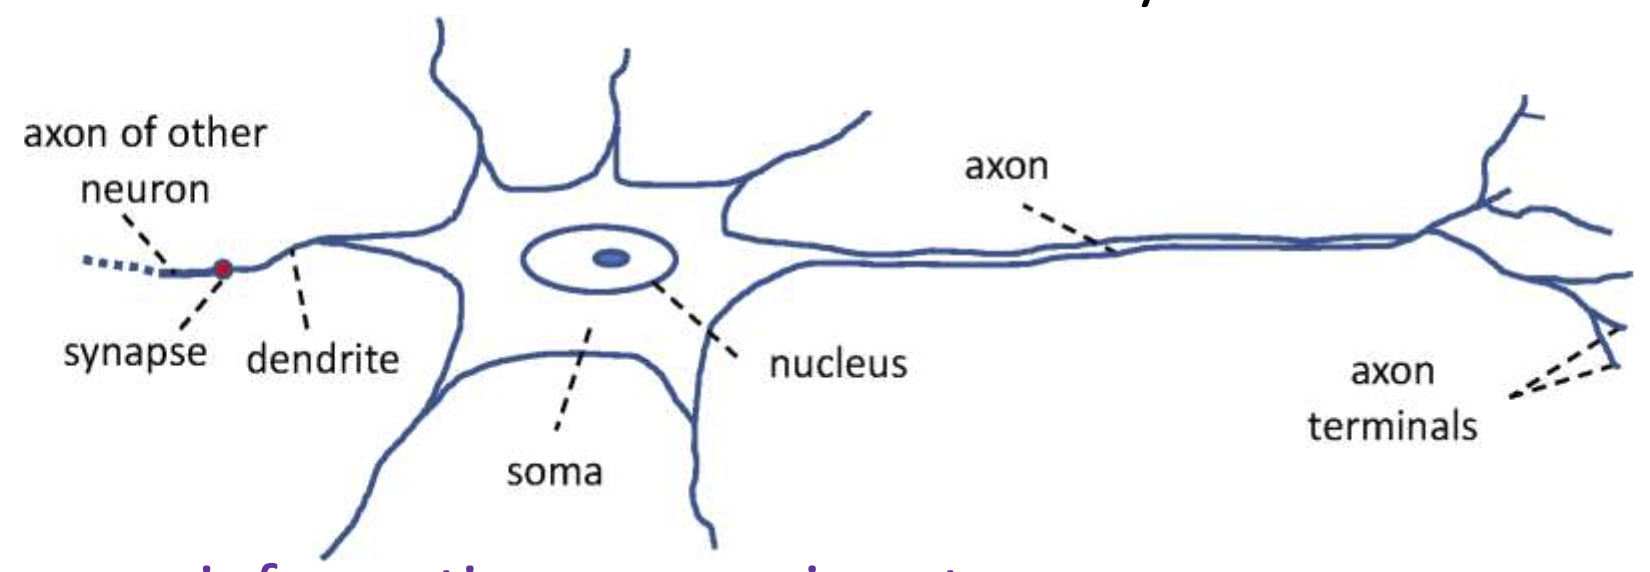 axon of other
neuron
axon
synapse
dendrite
nucleus
soma
axon
terminals